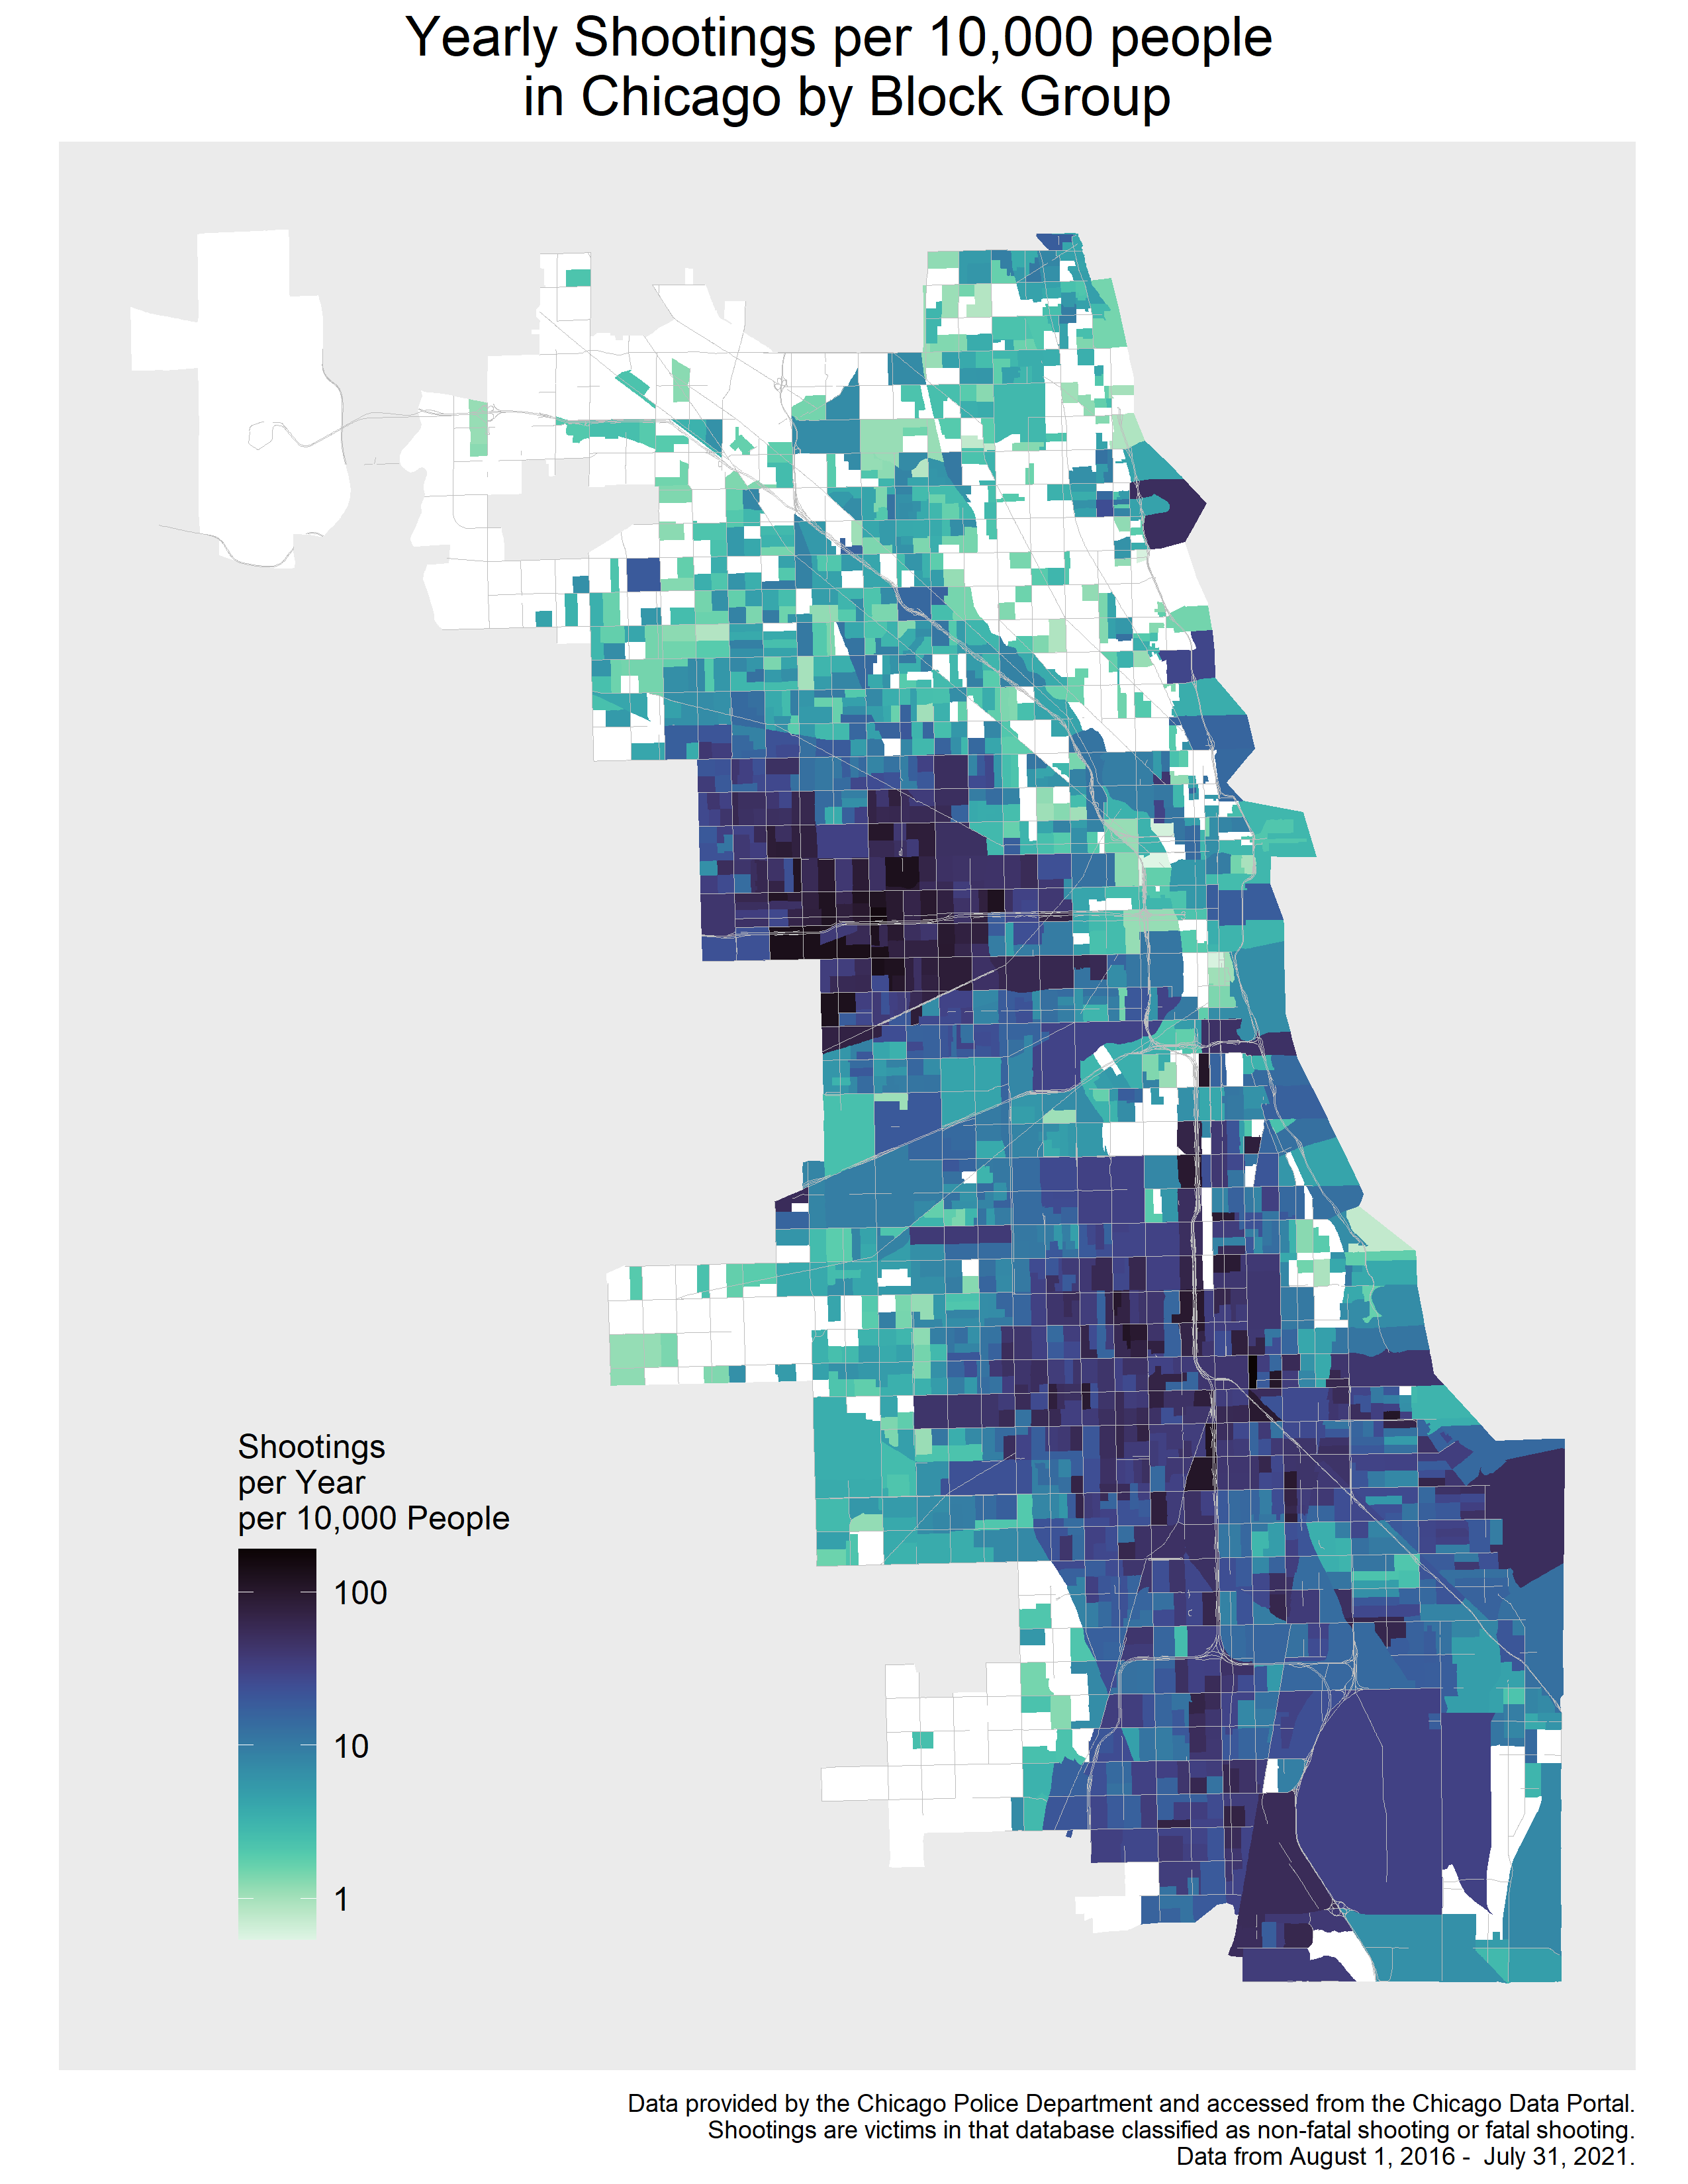 Yearly Shootings per 10,000 people
in Chicago by Block Group
Shootings
per Year
per 10,000 People
100
10
1
Data provided by the Chicago Police Department and accessed from the Chicago Data Portal.
Shootings are victims in that database classified as non-fatal shooting or fatal shooting.
Data from August 1, 2016 -  July 31, 2021.